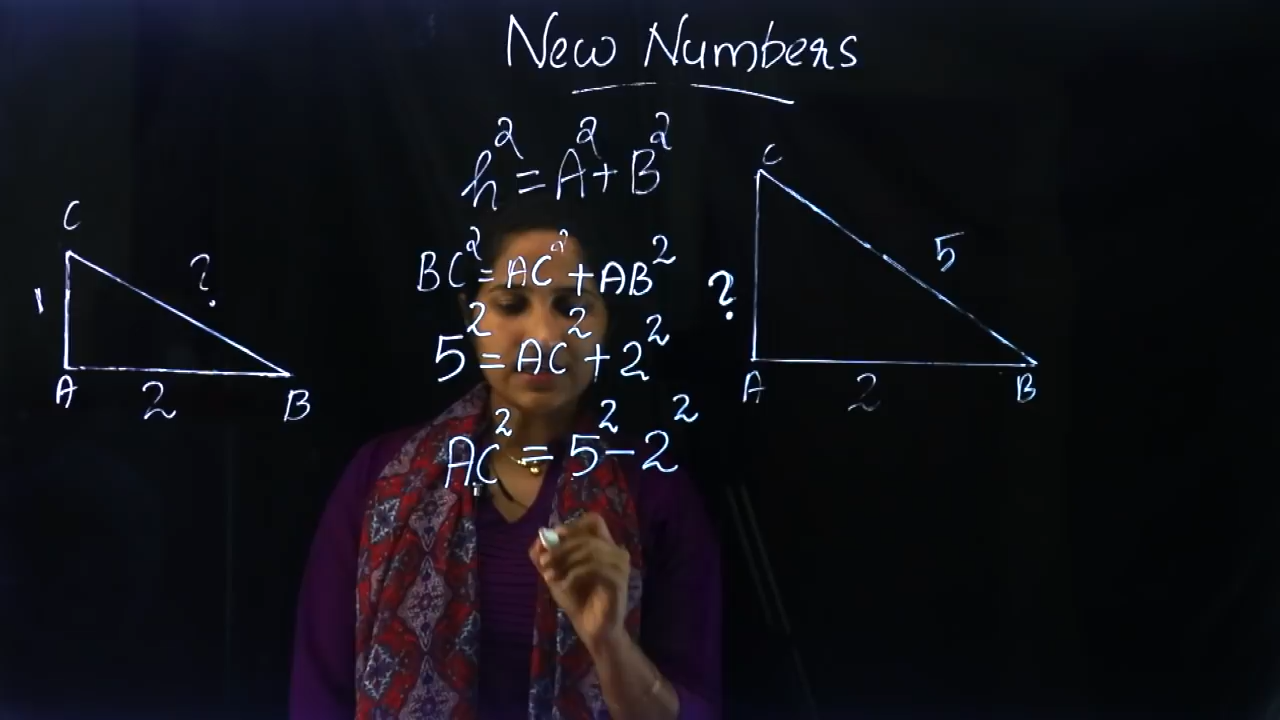 New Numbers
h² = A² + B²
BC² = AC² + AB²
5² = AC² + 2²
AC² = 5² - 2²
C
1
?
A
2
B
C
?
5
A
2
B